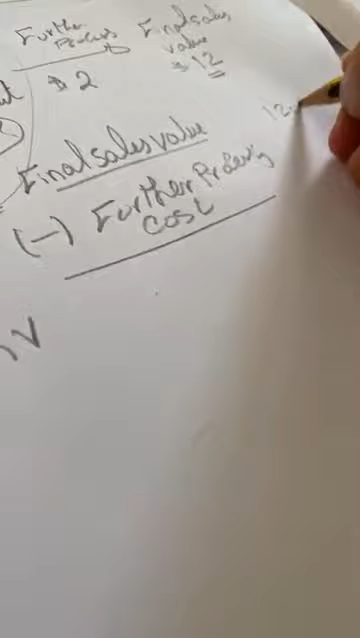 Further Process
Final sales value
$ 2
$ 12
Final sales value
(-) Further Processing
cost
12